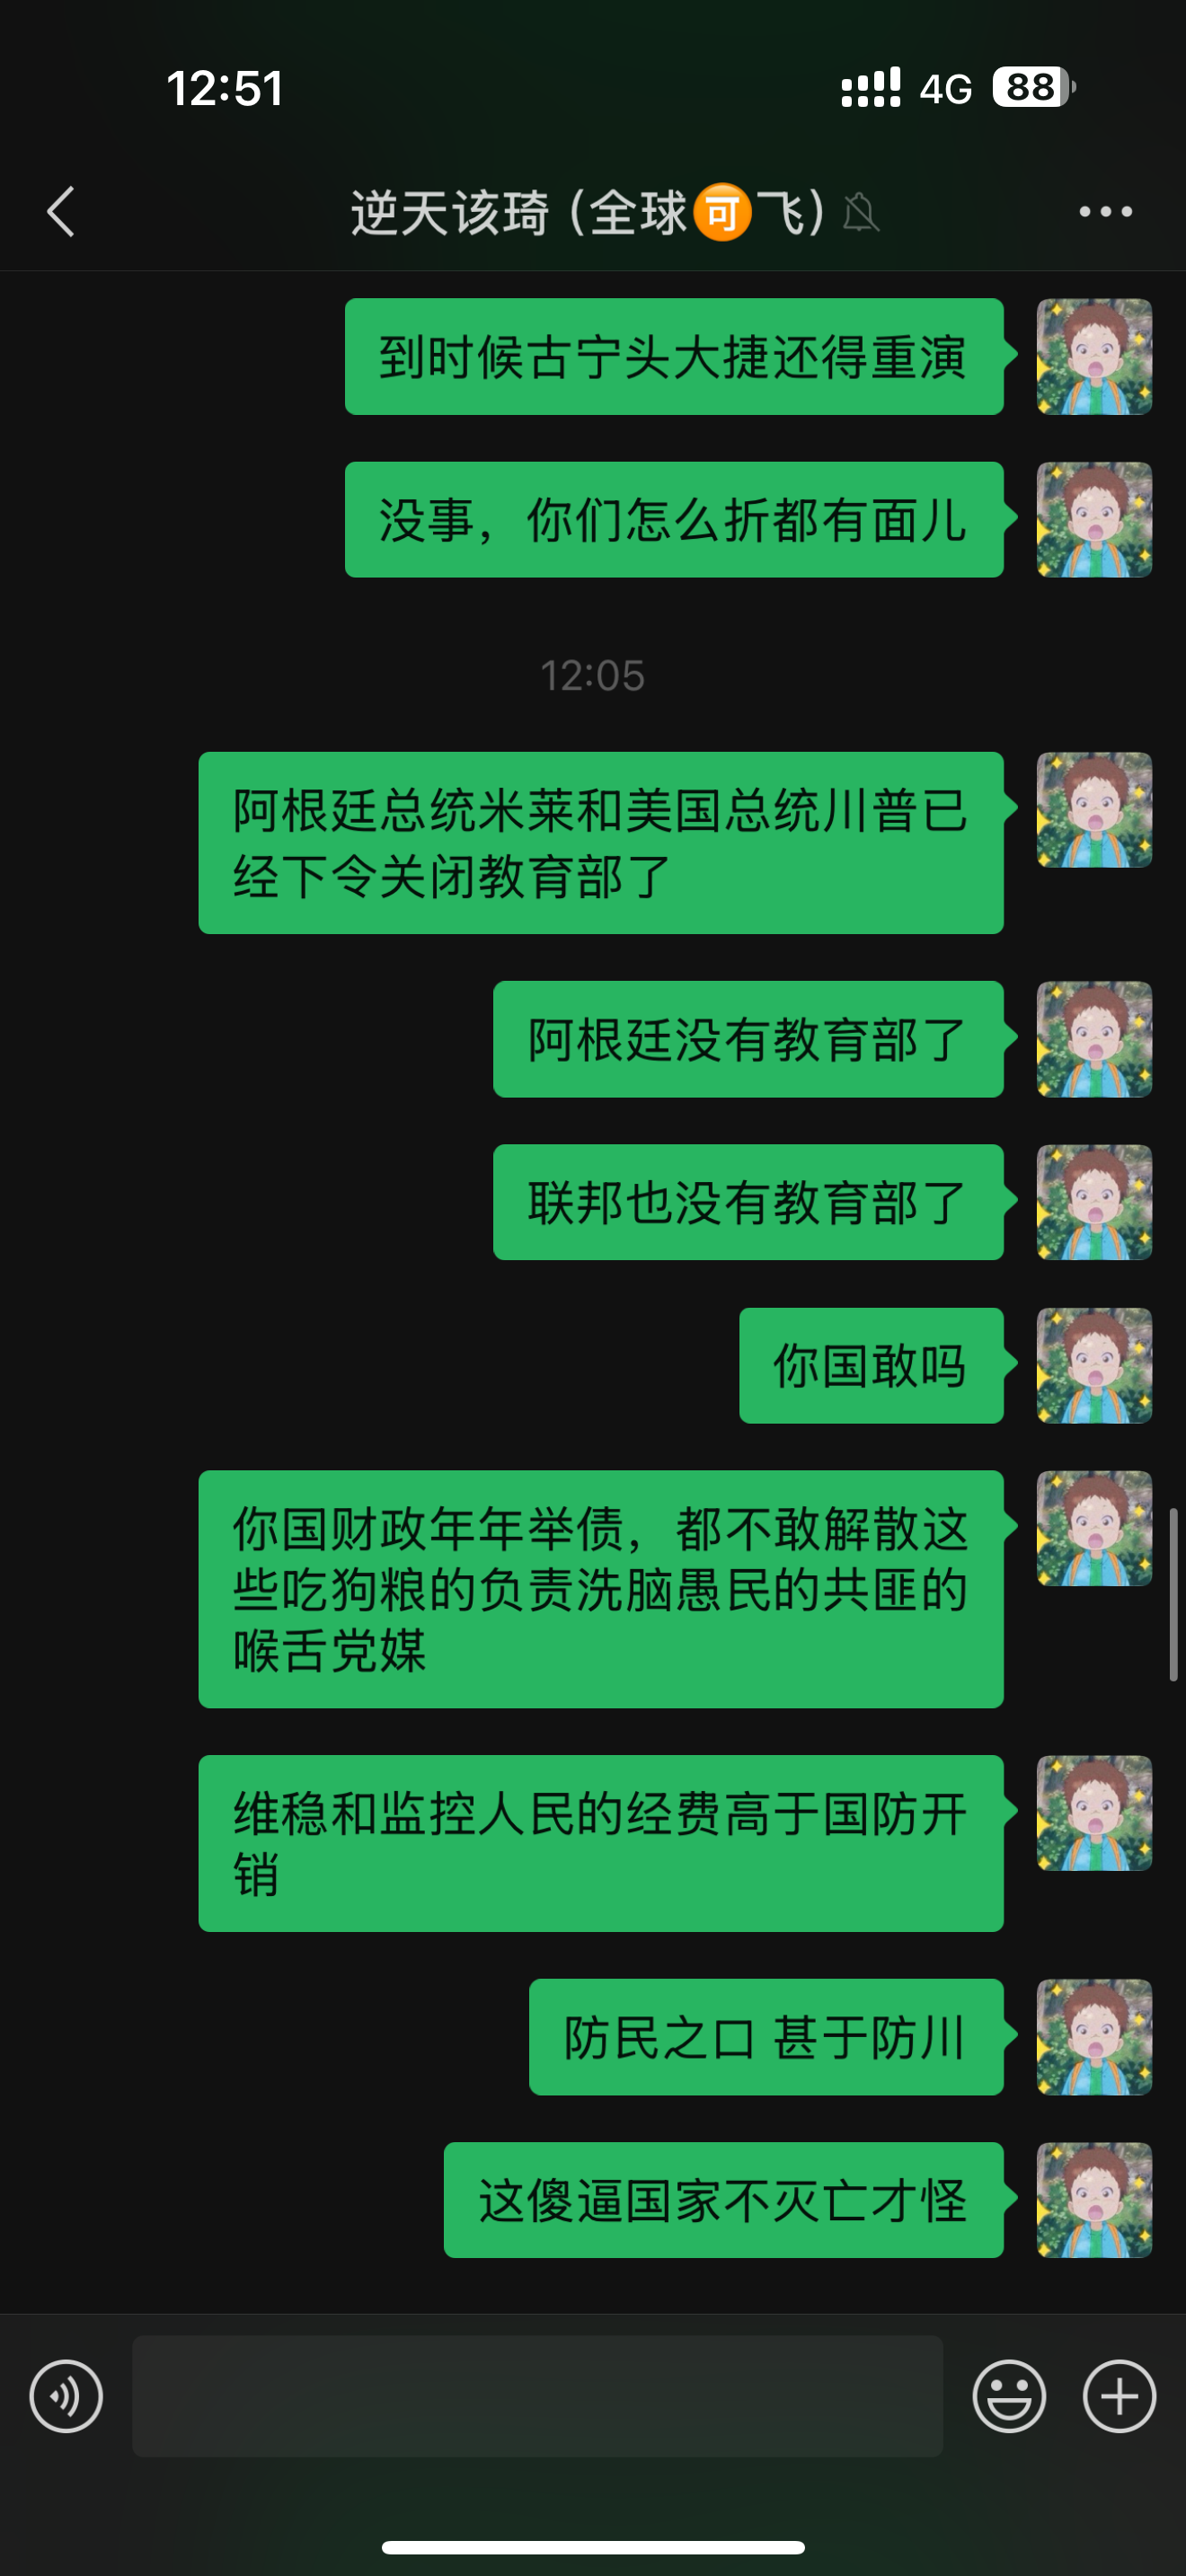 12:51
4G
88
逆天该琦 (全球🉑飞)
到时候古宁头大捷还得重演
没事，你们怎么折都有面儿
12:05
阿根廷总统米莱和美国总统川普已
经下令关闭教育部了
阿根廷没有教育部了
联邦也没有教育部了
你国敢吗
你国财政年年举债，都不敢解散这
些吃狗粮的负责洗脑愚民的共匪的
喉舌党媒
维稳和监控人民的经费高于国防开
销
防民之口 甚于防川
这傻逼国家不灭亡才怪